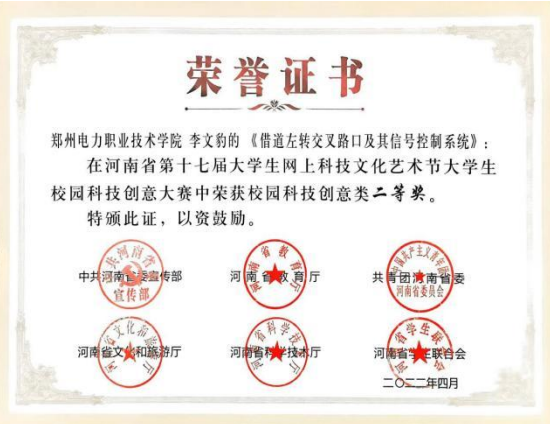 荣誉证书
郑州电力职业技术学院 李文豹的 《借道左转交叉路口及其信号控制系统》：
在河南省第十七届大学生网上科技文化艺术节大学生
校园科技创意大赛中荣获校园科技创意类二等奖。
特颁此证，以资鼓励。
中共河南省委宣传部 河南省教育厅 共青团河南省委
河南省文化和旅游厅 河南省科学技术厅 河南省学生联合会
二〇二二年四月